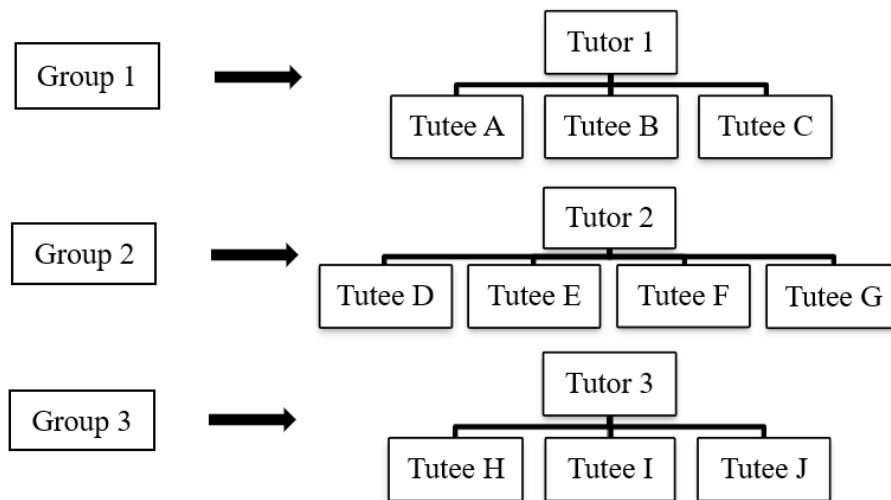 Group 1
Tutor 1
Tutee A
Tutee B
Tutee C
Group 2
Tutor 2
Tutee D
Tutee E
Tutee F
Tutee G
Group 3
Tutor 3
Tutee H
Tutee I
Tutee J